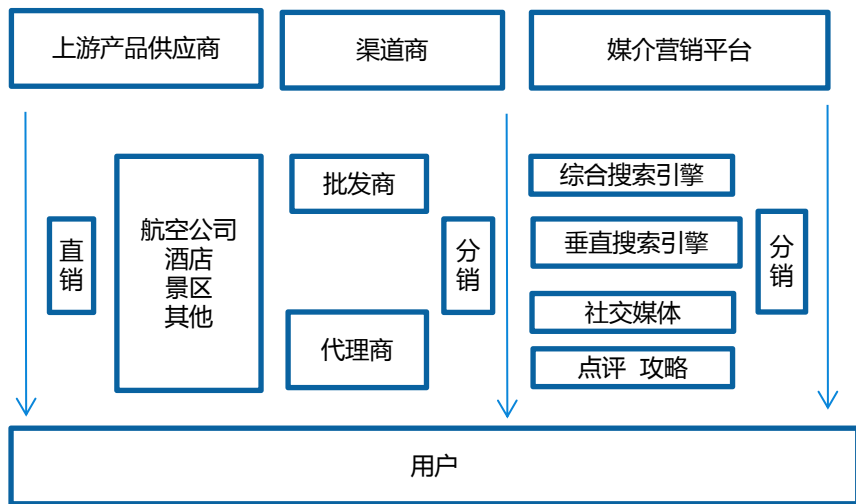 上游产品供应商
渠道商
媒介营销平台
直
销
航空公司
酒店
景区
其他
批发商
代理商
分
销
综合搜索引擎
垂直搜索引擎
社交媒体
点评 攻略
分
销
用户